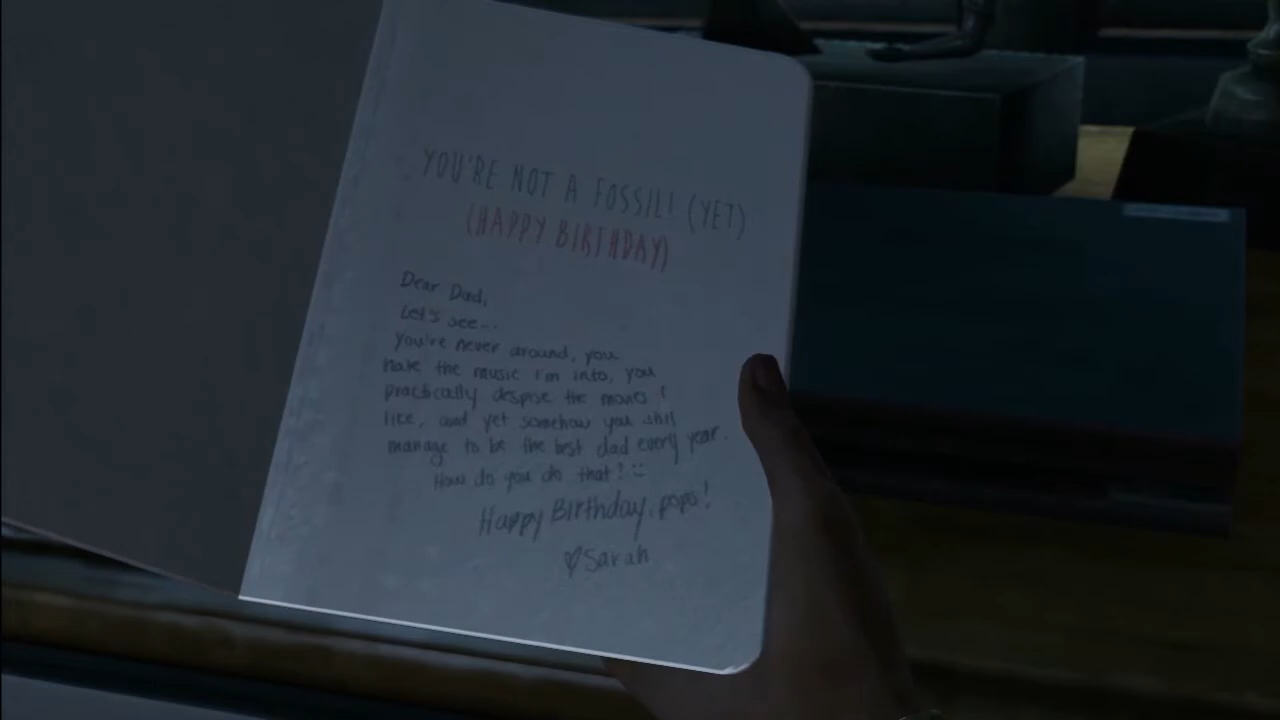 YOU'RE NOT A FOSSIL! (YET)
(HAPPY BIRTHDAY)
Dear Dad,
Let's see...
You're never around, you
hate the music i'm into, you
practically despise the movies i
like, and yet somehow you still
manage to be the best dad every year.
How do you do that? :)
Happy Birthday, papa!
♡Sarah